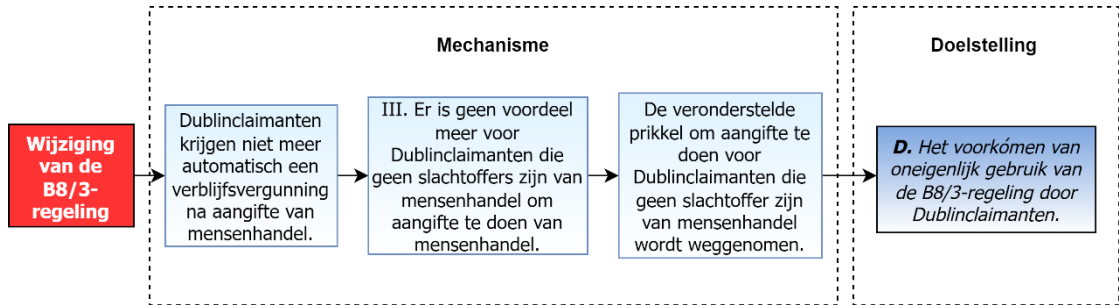 Mechanisme
Doelstelling
Wijziging
van de
B8/3-
regeling
Dublinclaimanten
krijgen niet meer
automatisch een
verblijfsvergunning
na aangifte van
mensenhandel.
III. Er is geen voordeel
meer voor
Dublinclaimanten die
geen slachtoffers zijn van
mensenhandel om
aangifte te doen van
mensenhandel.
De veronderstelde
prikkel om aangifte te
doen voor
Dublinclaimanten die
geen slachtoffer zijn
van mensenhandel
wordt weggenomen.
D. Het voorkómen van
oneigenlijk gebruik van
de B8/3-regeling door
Dublinclaimanten.